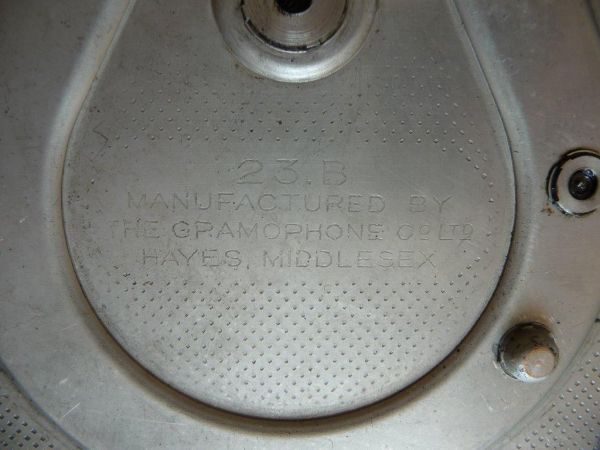 23.B
MANUFACTURED BY
THE GRAMOPHONE CO LTD
HAYES, MIDDLESEX